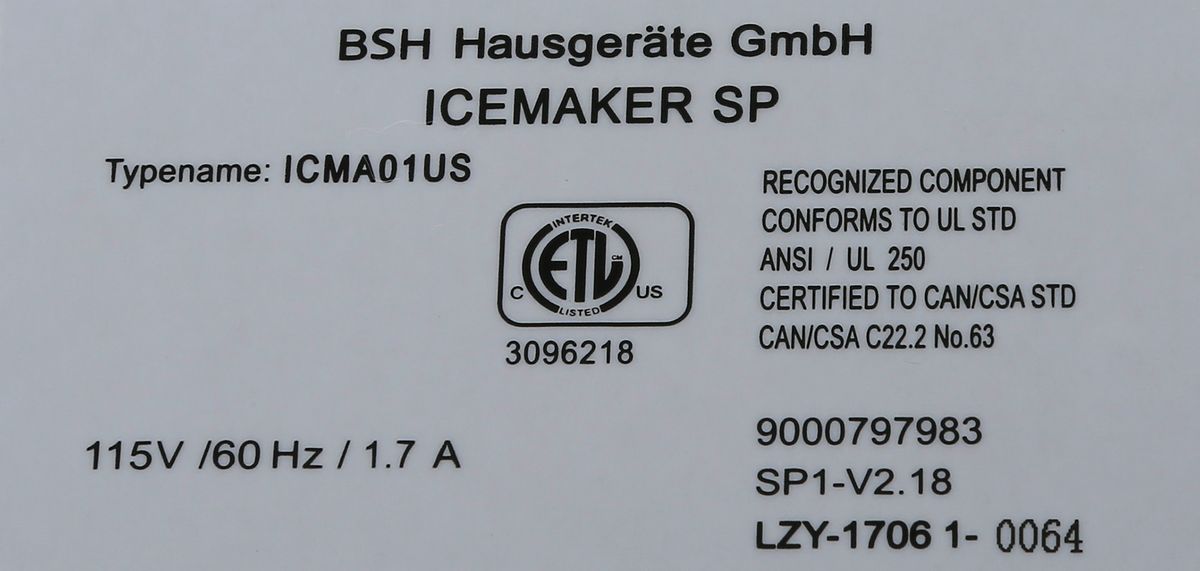 BSH Hausgeräte GmbH
ICEMAKER SP
Typename: ICMA01US
INTERTEK
ETL CM
C US
LISTED
3096218
RECOGNIZED COMPONENT
CONFORMS TO UL STD
ANSI / UL 250
CERTIFIED TO CAN/CSA STD
CAN/CSA C22.2 No.63
115V /60 Hz / 1.7 A
9000797983
SP1-V2.18
LZY-1706 1- 0064